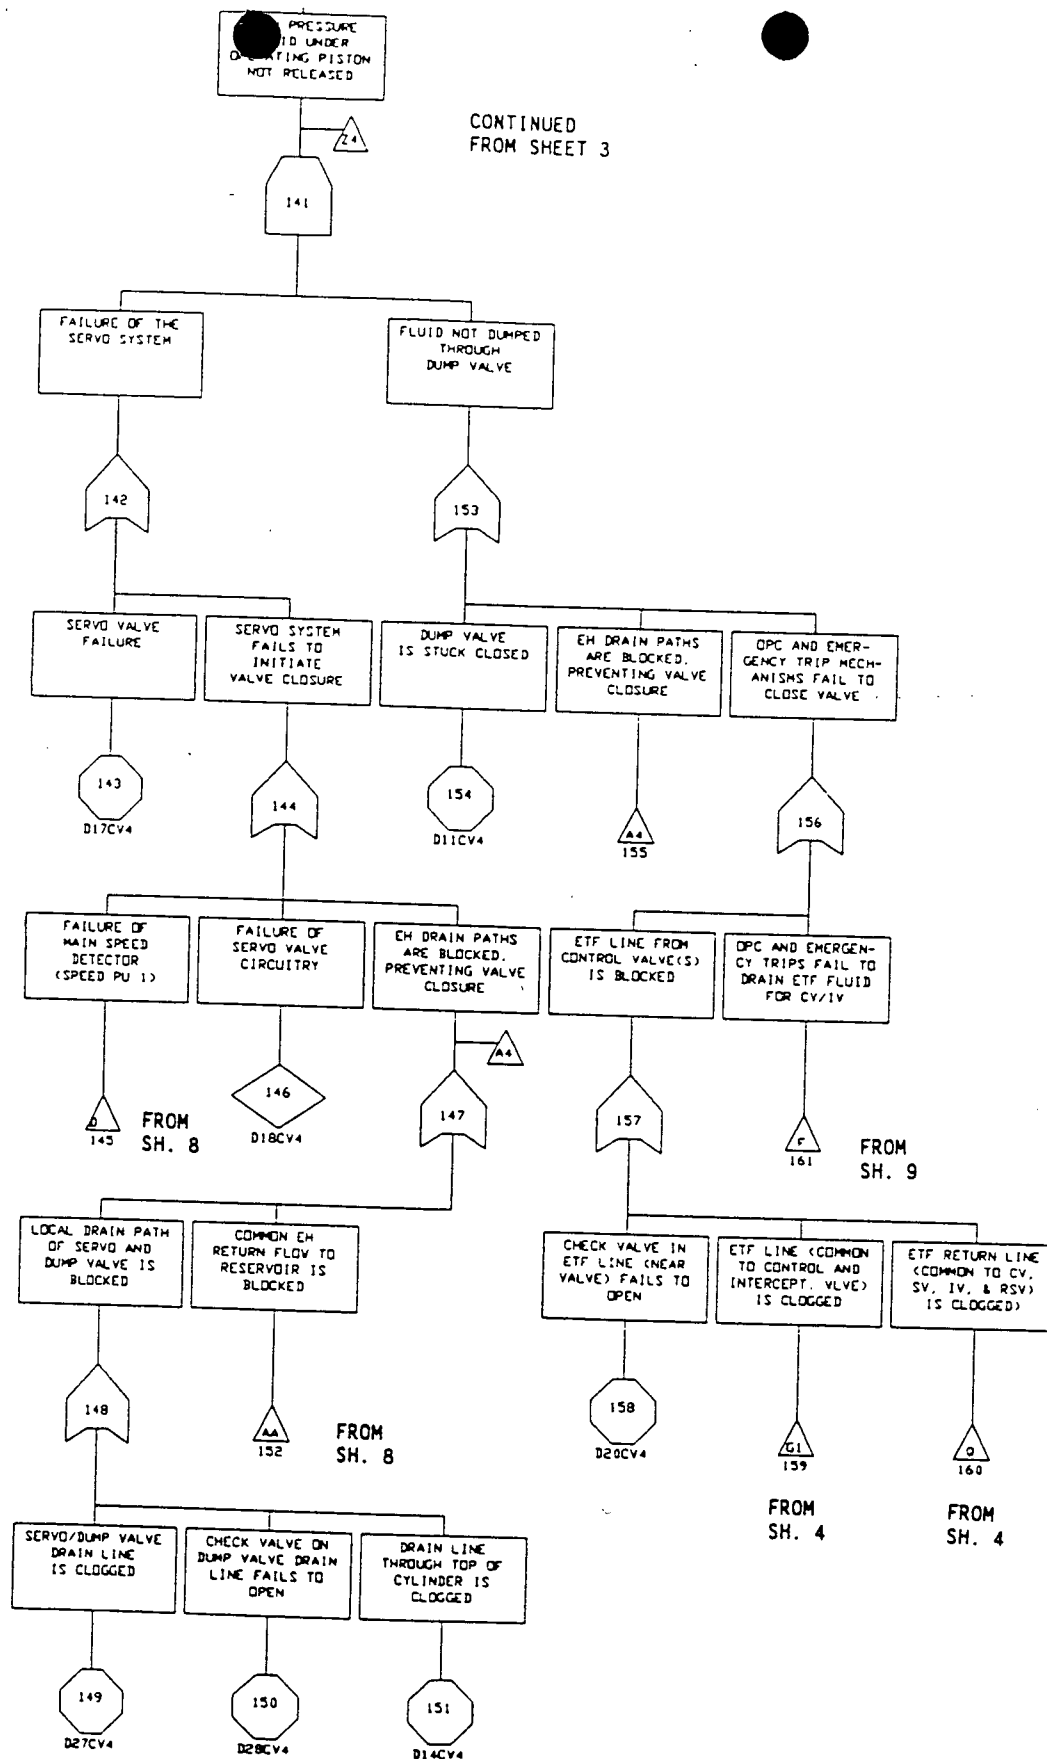 PRESSURE
UNDER
OPERATING PISTON
NOT RELEASED
Z4
CONTINUED
FROM SHEET 3
141
FAILURE OF THE
SERVO SYSTEM
FLUID NOT DUMPED
THROUGH
DUMP VALVE
142
153
SERVO VALVE
FAILURE
SERVO SYSTEM
FAILS TO
INITIATE
VALVE CLOSURE
DUMP VALVE
IS STUCK CLOSED
EH DRAIN PATHS
ARE BLOCKED,
PREVENTING VALVE
CLOSURE
OPC AND EMER-
GENCY TRIP MECH-
ANISMS FAIL TO
CLOSE VALVE
143
D17CV4
144
154
D11CV4
A4
155
156
FAILURE OF
MAIN SPEED
DETECTOR
(SPEED PU 1)
FAILURE OF
SERVO VALVE
CIRCUITRY
EH DRAIN PATHS
ARE BLOCKED,
PREVENTING VALVE
CLOSURE
ETF LINE FROM
CONTROL VALVE(S)
IS BLOCKED
OPC AND EMERGEN-
CY TRIPS FAIL TO
DRAIN ETF FLUID
FOR CV/IV
A4
D
145
FROM
SH. 8
146
D18CV4
147
157
F
161
FROM
SH. 9
LOCAL DRAIN PATH
OF SERVO AND
DUMP VALVE IS
BLOCKED
COMMON EH
RETURN FLOW TO
RESERVOIR IS
BLOCKED
CHECK VALVE IN
ETF LINE (NEAR
VALVE) FAILS TO
OPEN
ETF LINE (COMMON
TO CONTROL AND
INTERCEPT. VLVE)
IS CLOGGED
ETF RETURN LINE
(COMMON TO CV,
SV, IV, & RSV)
IS CLOGGED)
148
AA
152
FROM
SH. 8
158
D20CV4
G1
159
FROM
SH. 4
Q
160
FROM
SH. 4
SERVO/DUMP VALVE
DRAIN LINE
IS CLOGGED
CHECK VALVE ON
DUMP VALVE DRAIN
LINE FAILS TO
OPEN
DRAIN LINE
THROUGH TOP OF
CYLINDER IS
CLOGGED
149
D27CV4
150
D28CV4
151
D14CV4